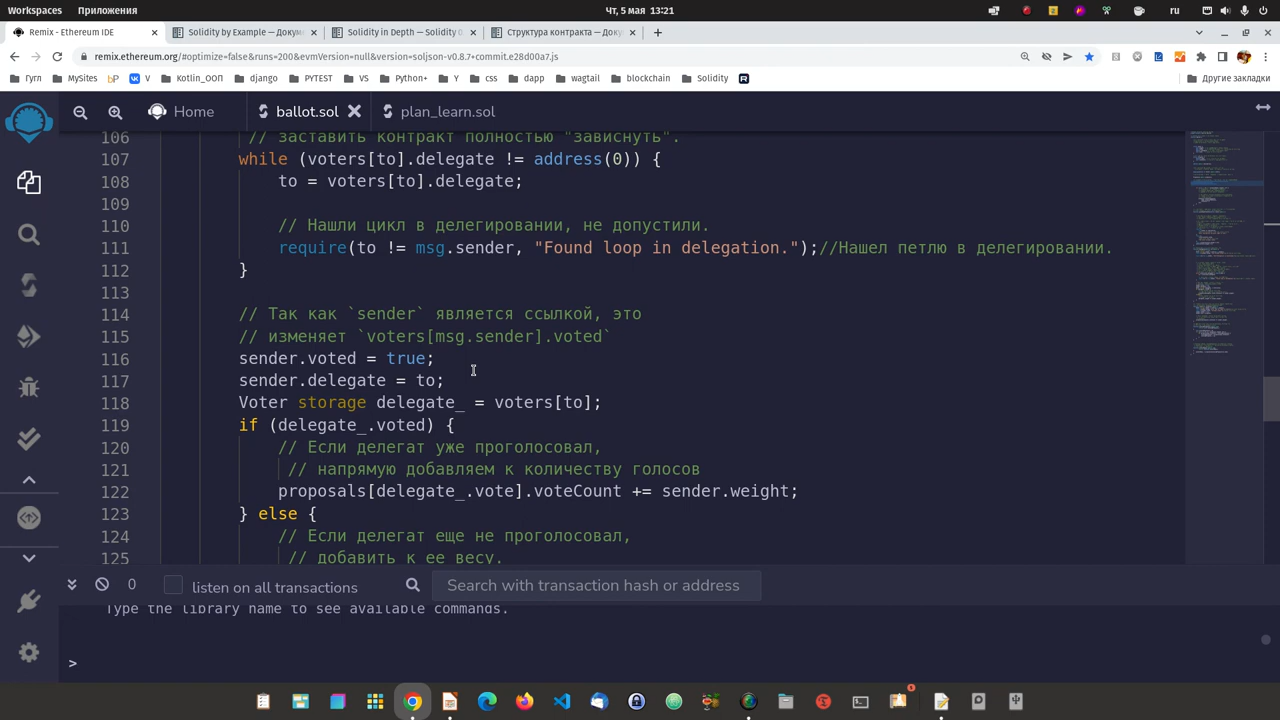 Workspaces Приложения Чт, 5 мая 13:21 ru
Remix - Ethereum IDE Solidity by Example — Докум Solidity in Depth — Solidity 0 Структура контракта — Доку
remix.ethereum.org/#optimize=false&runs=200&evmVersion=null&version=soljson-v0.8.7+commit.e28d00a7.js
Гугл MySites bP V Kotlin_ООП django PYTEST VS Python+ Y css dapp wagtail blockchain Solidity Другие закладки
Home ballot.sol plan_learn.sol
106 // заставить контракт полностью "зависнуть".
107 while (voters[to].delegate != address(0)) {
108 to = voters[to].delegate;
109
110 // Нашли цикл в делегировании, не допустили.
111 require(to != msg.sender, "Found loop in delegation.");//Нашел петлю в делегировании.
112 }
113
114 // Так как `sender` является ссылкой, это
115 // изменяет `voters[msg.sender].voted`
116 sender.voted = true;
117 sender.delegate = to;
118 Voter storage delegate_ = voters[to];
119 if (delegate_.voted) {
120 // Если делегат уже проголосовал,
121 // напрямую добавляем к количеству голосов
122 proposals[delegate_.vote].voteCount += sender.weight;
123 } else {
124 // Если делегат еще не проголосовал,
125 // добавить к ее весу.
0 listen on all transactions Search with transaction hash or address
Type the library name to see available commands.
>